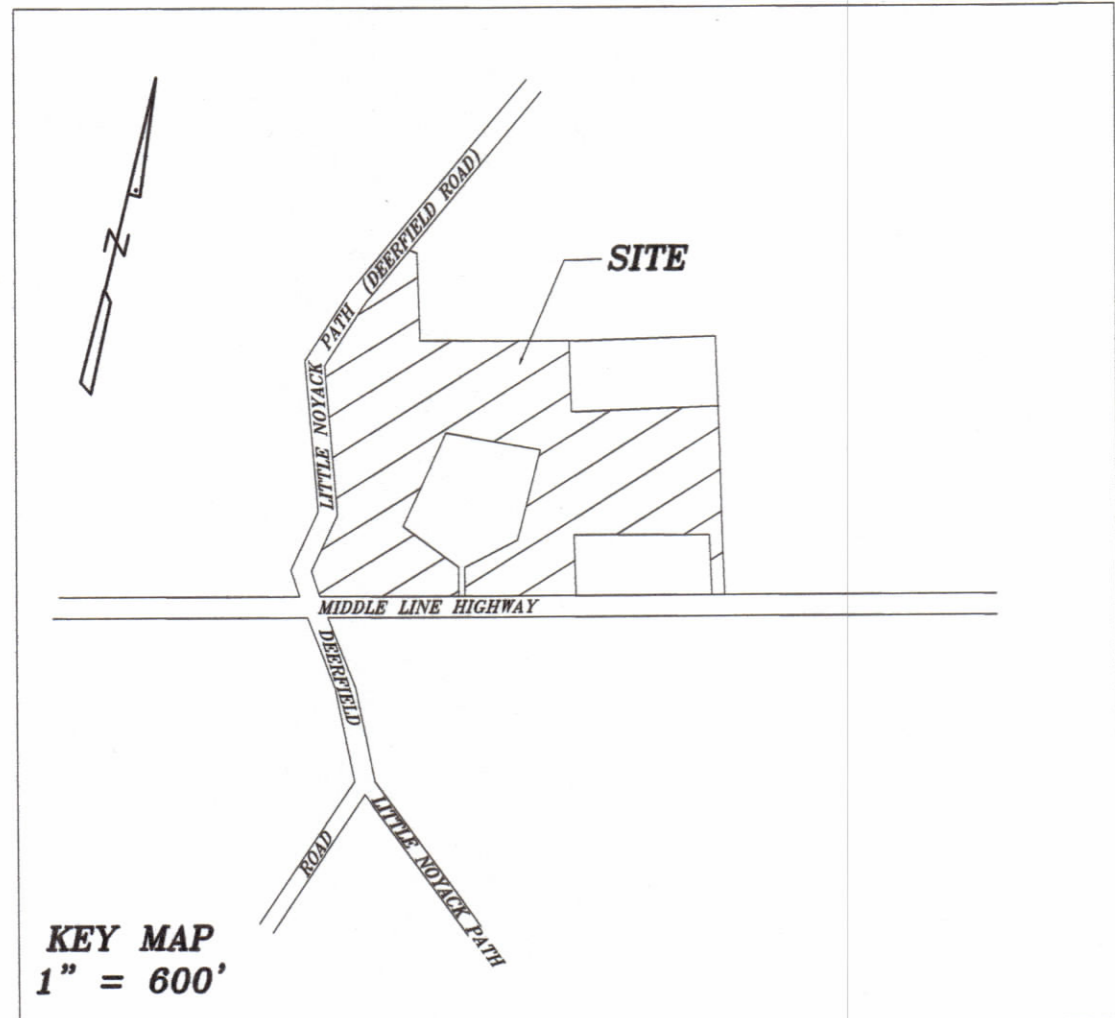 N
SITE
LITTLE NOYACK PATH (DEERFIELD ROAD)
MIDDLE LINE HIGHWAY
DEERFIELD
ROAD
LITTLE NOYACK PATH
KEY MAP
1" = 600'